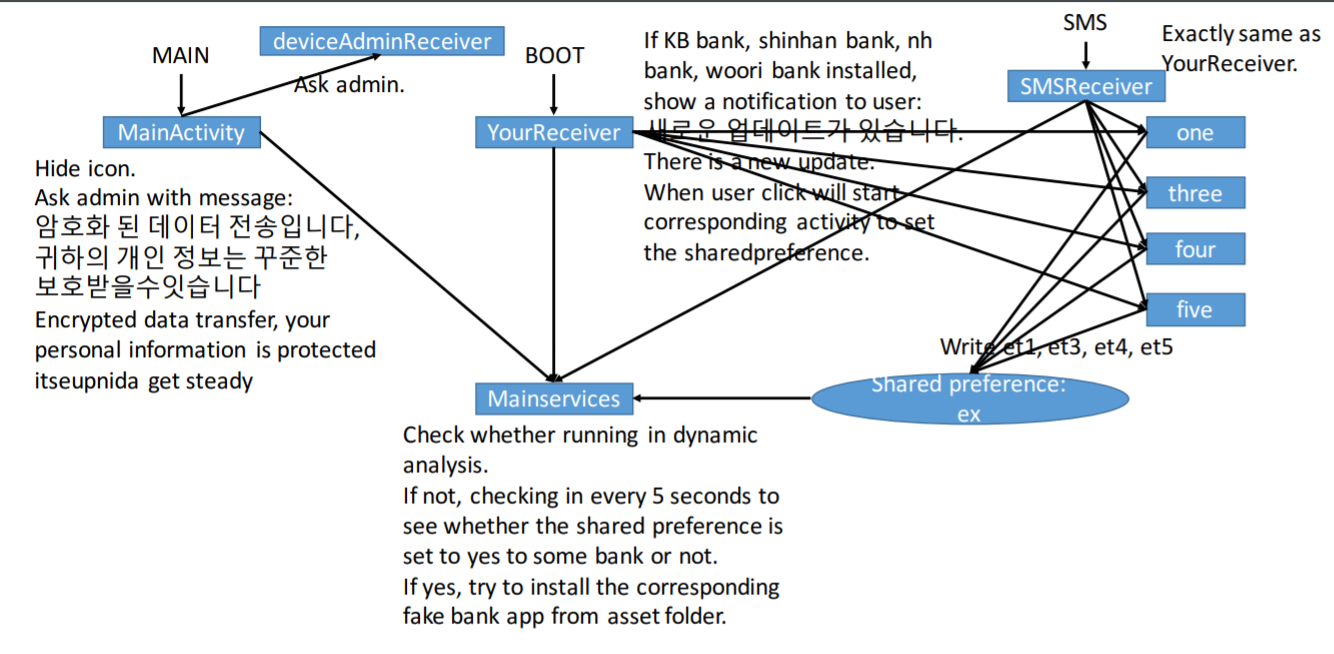 MAIN
deviceAdminReceiver
Ask admin.
MainActivity
Hide icon.
Ask admin with message:
암호화 된 데이터 전송입니다,
귀하의 개인 정보는 꾸준한
보호받을수잇습니다
Encrypted data transfer, your
personal information is protected
itseupnida get steady
BOOT
YourReceiver
If KB bank, shinhan bank, nh
bank, woori bank installed,
show a notification to user:
새로운 업데이트가 있습니다.
There is a new update.
When user click will start
corresponding activity to set
the sharedpreference.
SMS
SMSReceiver
Exactly same as
YourReceiver.
one
three
four
five
Write et1, et3, et4, et5
Shared preference:
ex
Mainservices
Check whether running in dynamic
analysis.
If not, checking in every 5 seconds to
see whether the shared preference is
set to yes to some bank or not.
If yes, try to install the corresponding
fake bank app from asset folder.